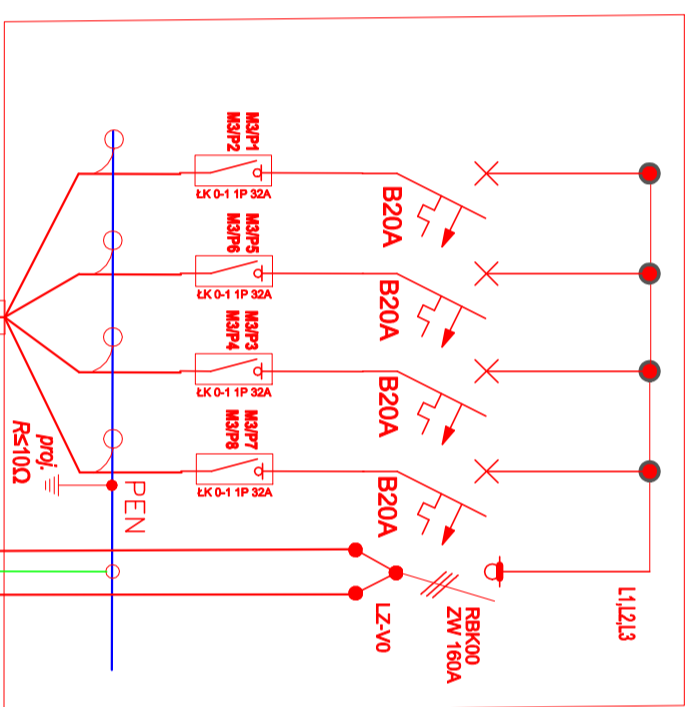 M3/P1
M3/P2
ŁK 0-1 1P 32A
B20A
M3/P5
M3/P6
ŁK 0-1 1P 32A
B20A
M3/P3
M3/P4
ŁK 0-1 1P 32A
B20A
M3/P7
M3/P8
ŁK 0-1 1P 32A
B20A
proj.
R≤10Ω
PEN
LZ-V0
RBK00
ZW 160A
L1,L2,L3